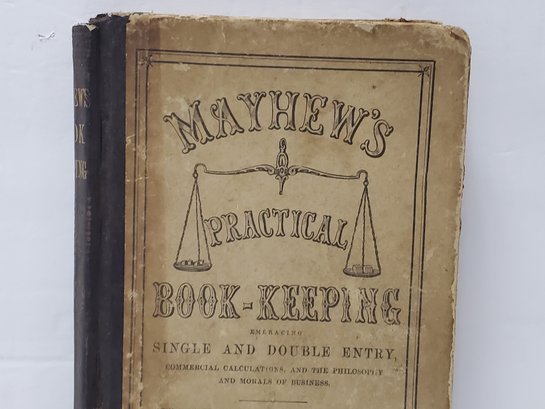 MAYHEW'S
PRACTICAL
BOOK-KEEPING
EMBRACING
SINGLE AND DOUBLE ENTRY,
COMMERCIAL CALCULATIONS, AND THE PHILOSOPHY
AND MORALS OF BUSINESS.